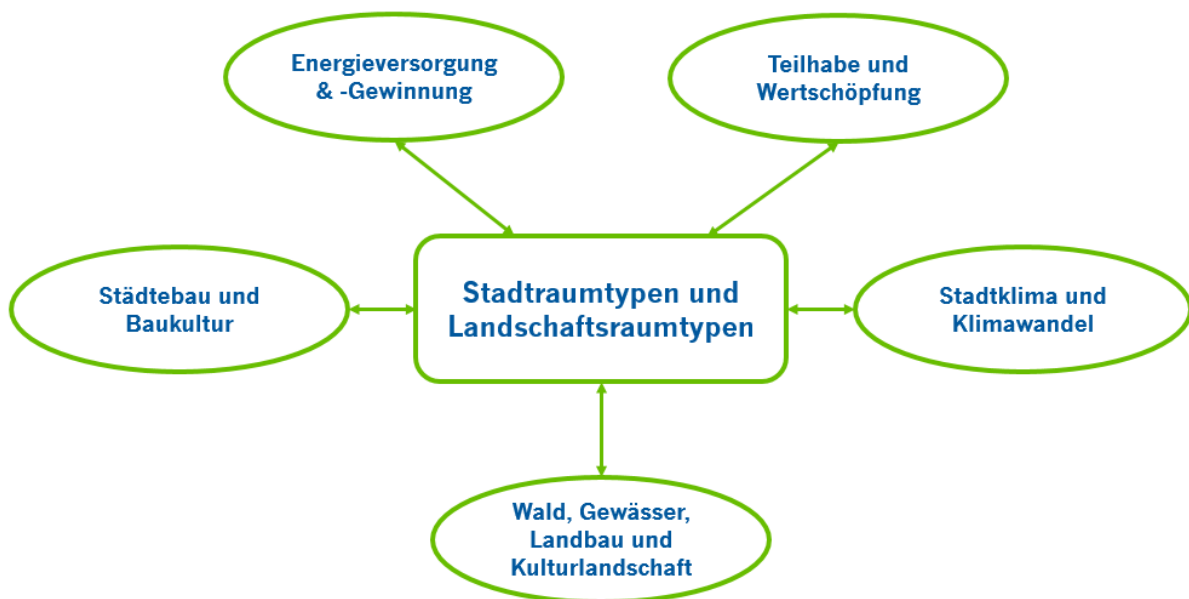 Energieversorgung
& -Gewinnung
Teilhabe und
Wertschöpfung
Städtebau und
Baukultur
Stadtraumtypen und
Landschaftsraumtypen
Stadtklima und
Klimawandel
Wald, Gewässer,
Landbau und
Kulturlandschaft